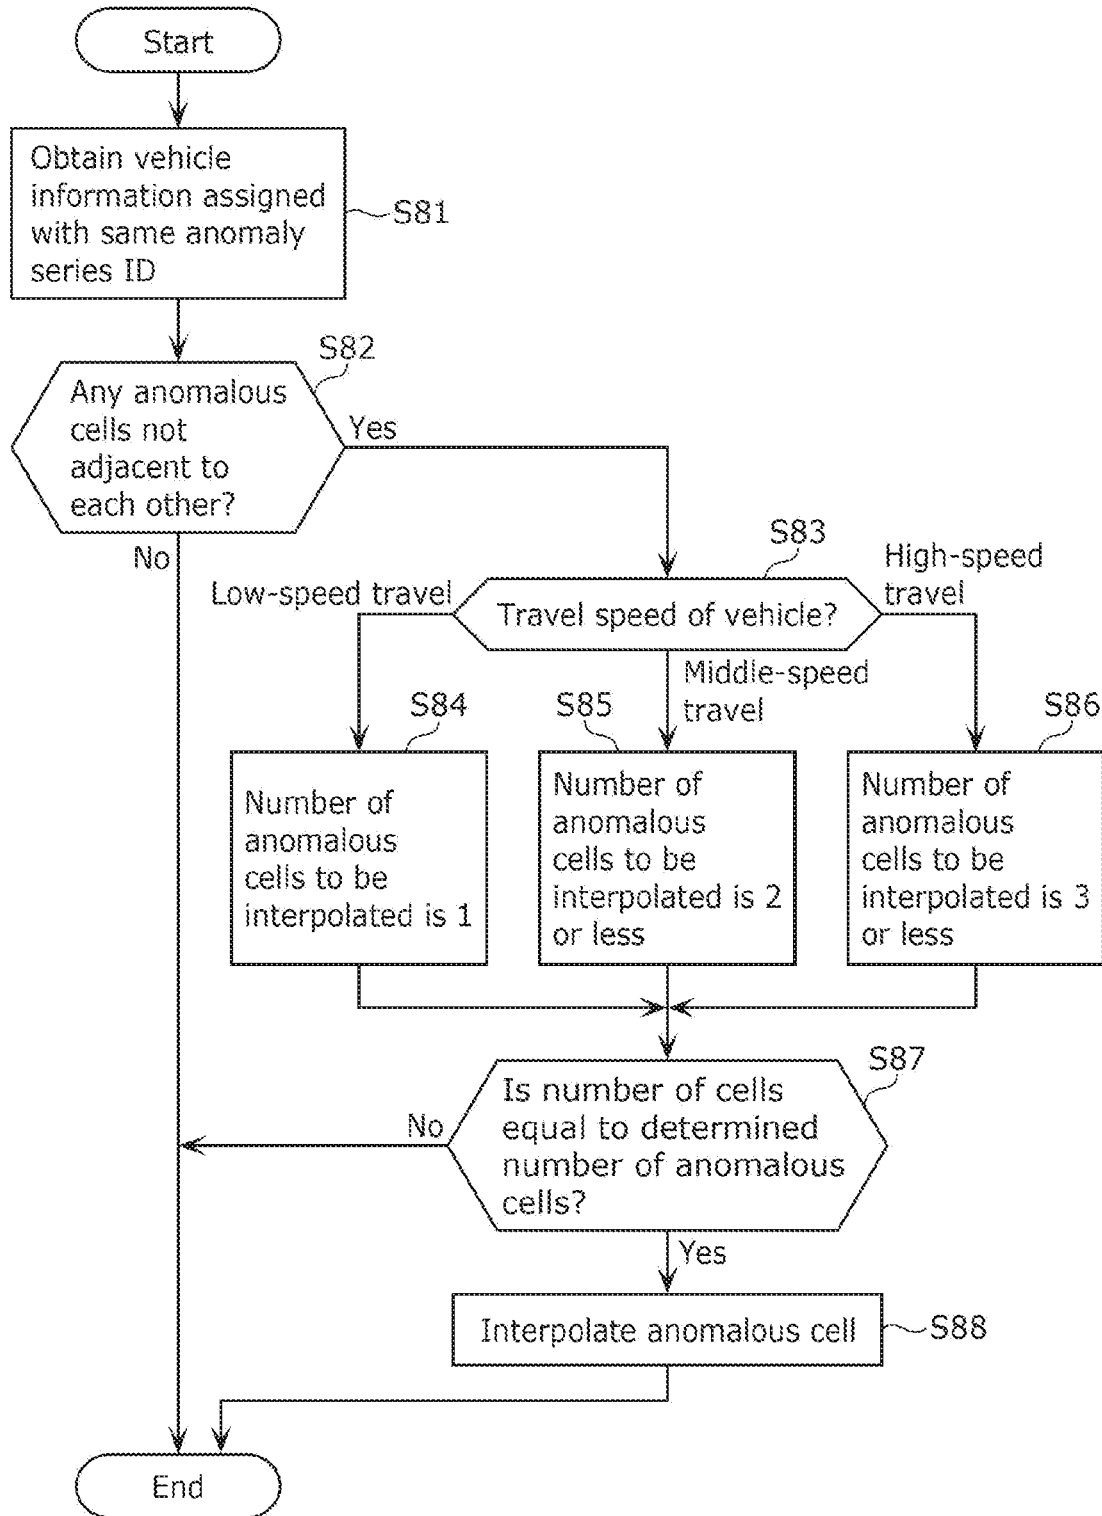 Start
Obtain vehicle
information assigned
with same anomaly
series ID
S81
S82
Any anomalous
cells not
adjacent to
each other?
Yes
No
S83
High-speed
travel
Low-speed travel
Travel speed of vehicle?
Middle-speed
travel
S84
S85
S86
Number of
anomalous
cells to be
interpolated is 1
Number of
anomalous
cells to be
interpolated is 2
or less
Number of
anomalous
cells to be
interpolated is 3
or less
S87
Is number of cells
equal to determined
number of anomalous
cells?
No
Yes
Interpolate anomalous cell
S88
End